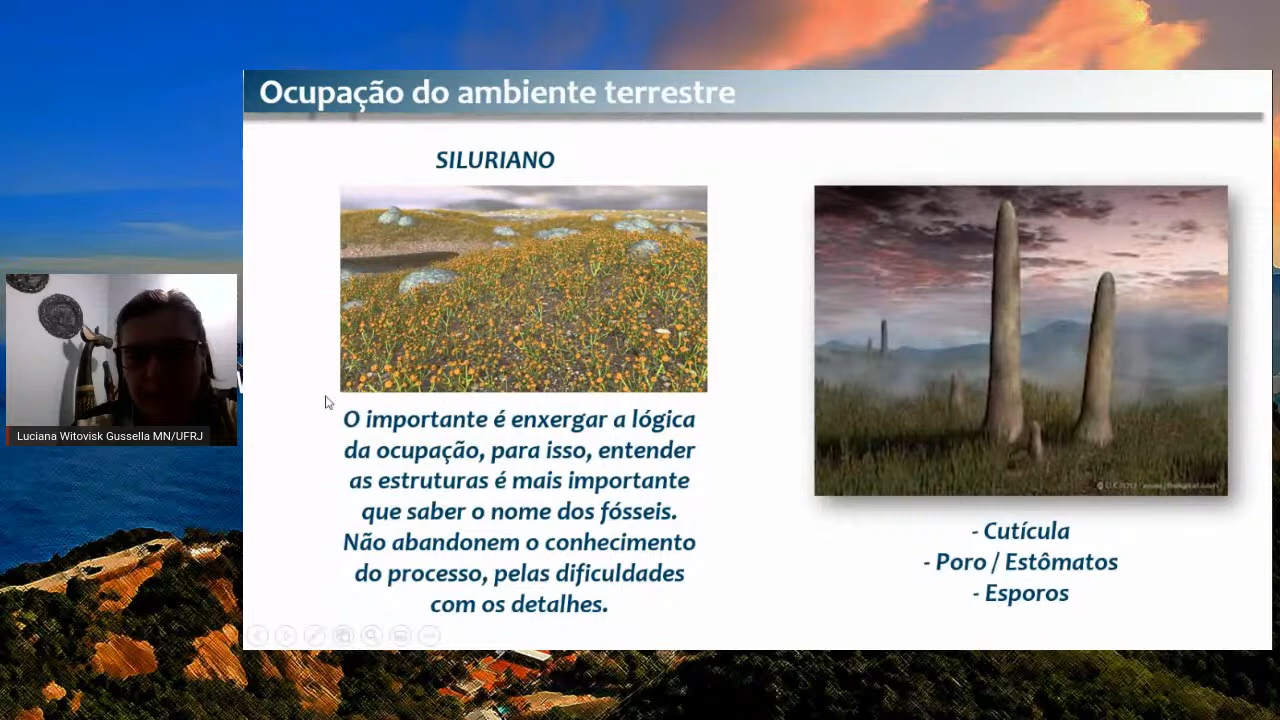 Ocupação do ambiente terrestre
SILURIANO
O importante é enxergar a lógica
da ocupação, para isso, entender
as estruturas é mais importante
que saber o nome dos fósseis.
Não abandonem o conhecimento
do processo, pelas dificuldades
com os detalhes.
- Cutícula
- Poro / Estômatos
- Esporos
Luciana Witovisk Gussella MN/UFRJ